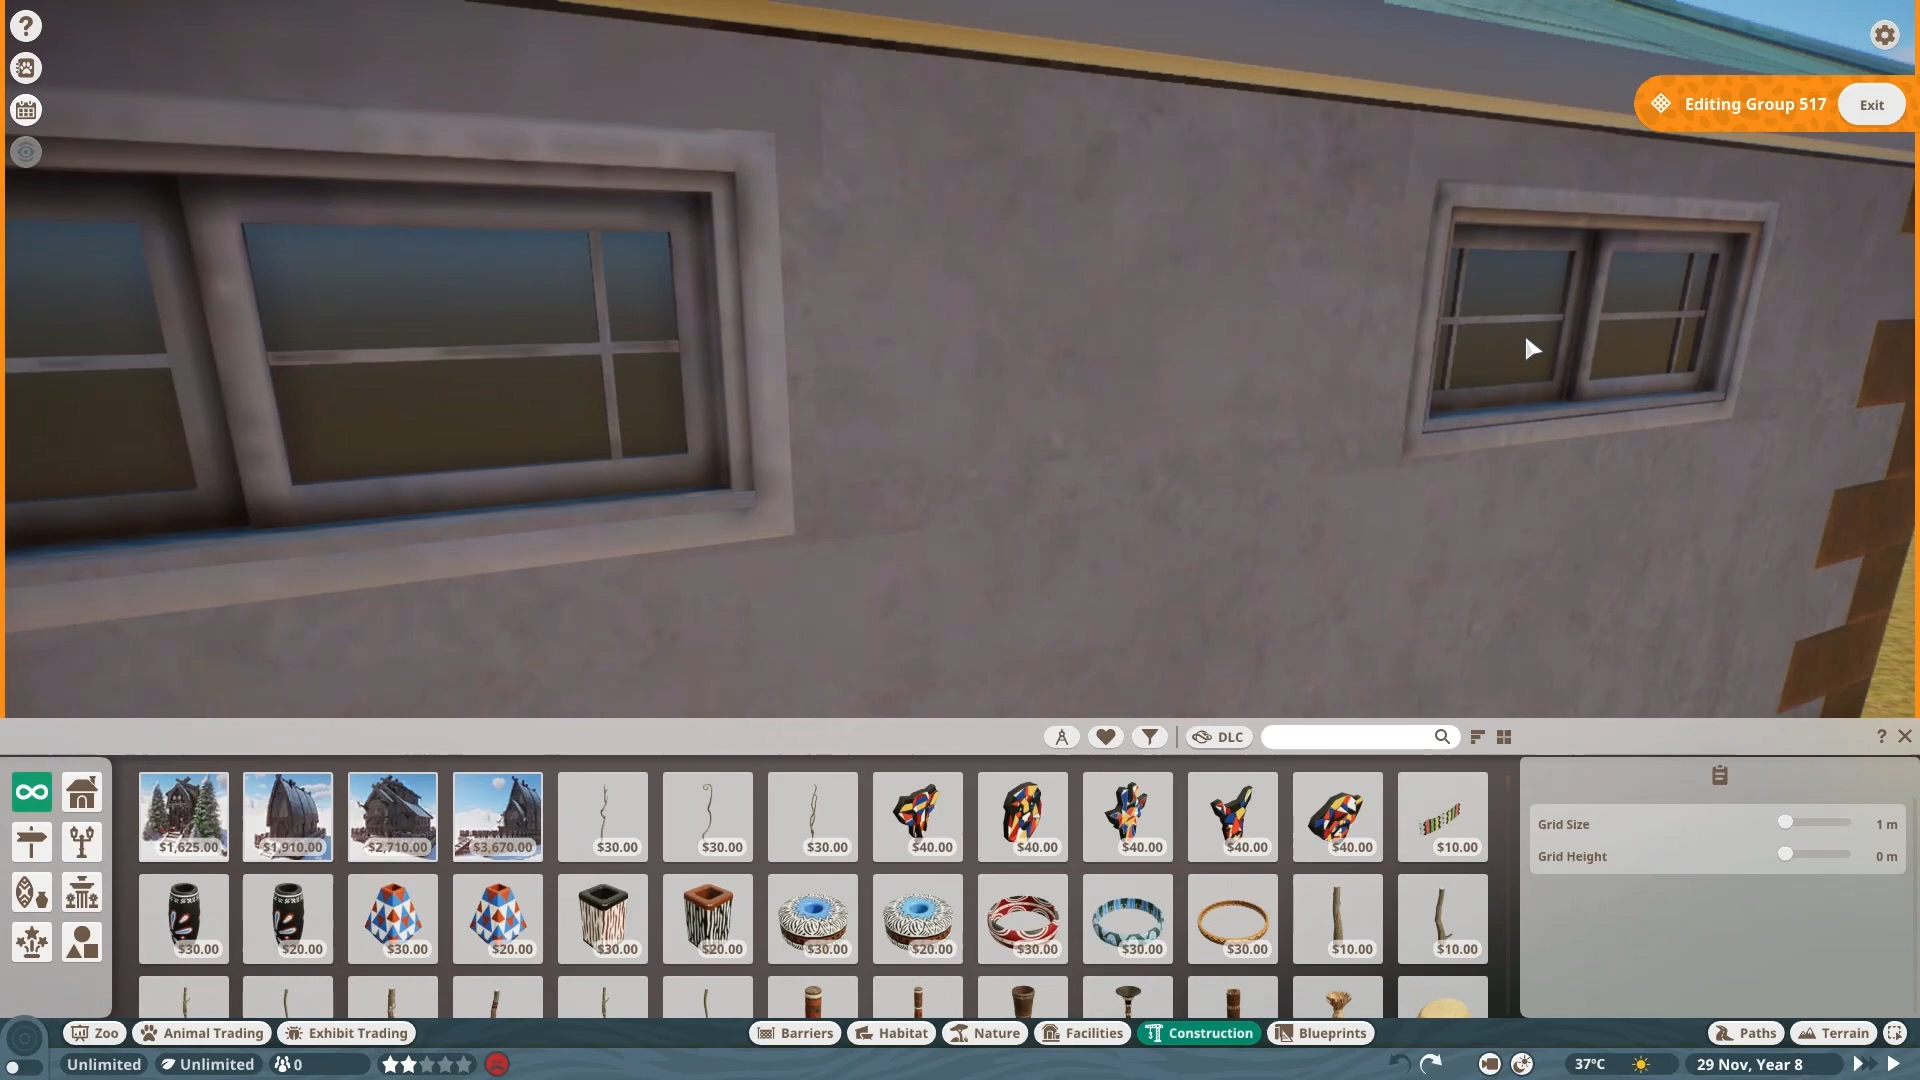 ?
Editing Group 517
Exit
DLC
?
$1,625.00 $1,910.00 $2,710.00 $3,670.00 $30.00 $30.00 $30.00 $40.00 $40.00 $40.00 $40.00 $40.00 $10.00
Grid Size 1 m
Grid Height 0 m
$30.00 $20.00 $30.00 $20.00 $30.00 $20.00 $30.00 $20.00 $30.00 $30.00 $30.00 $10.00 $10.00
Zoo Animal Trading Exhibit Trading Barriers Habitat Nature Facilities Construction Blueprints Paths Terrain
Unlimited Unlimited 0 37°C 29 Nov, Year 8